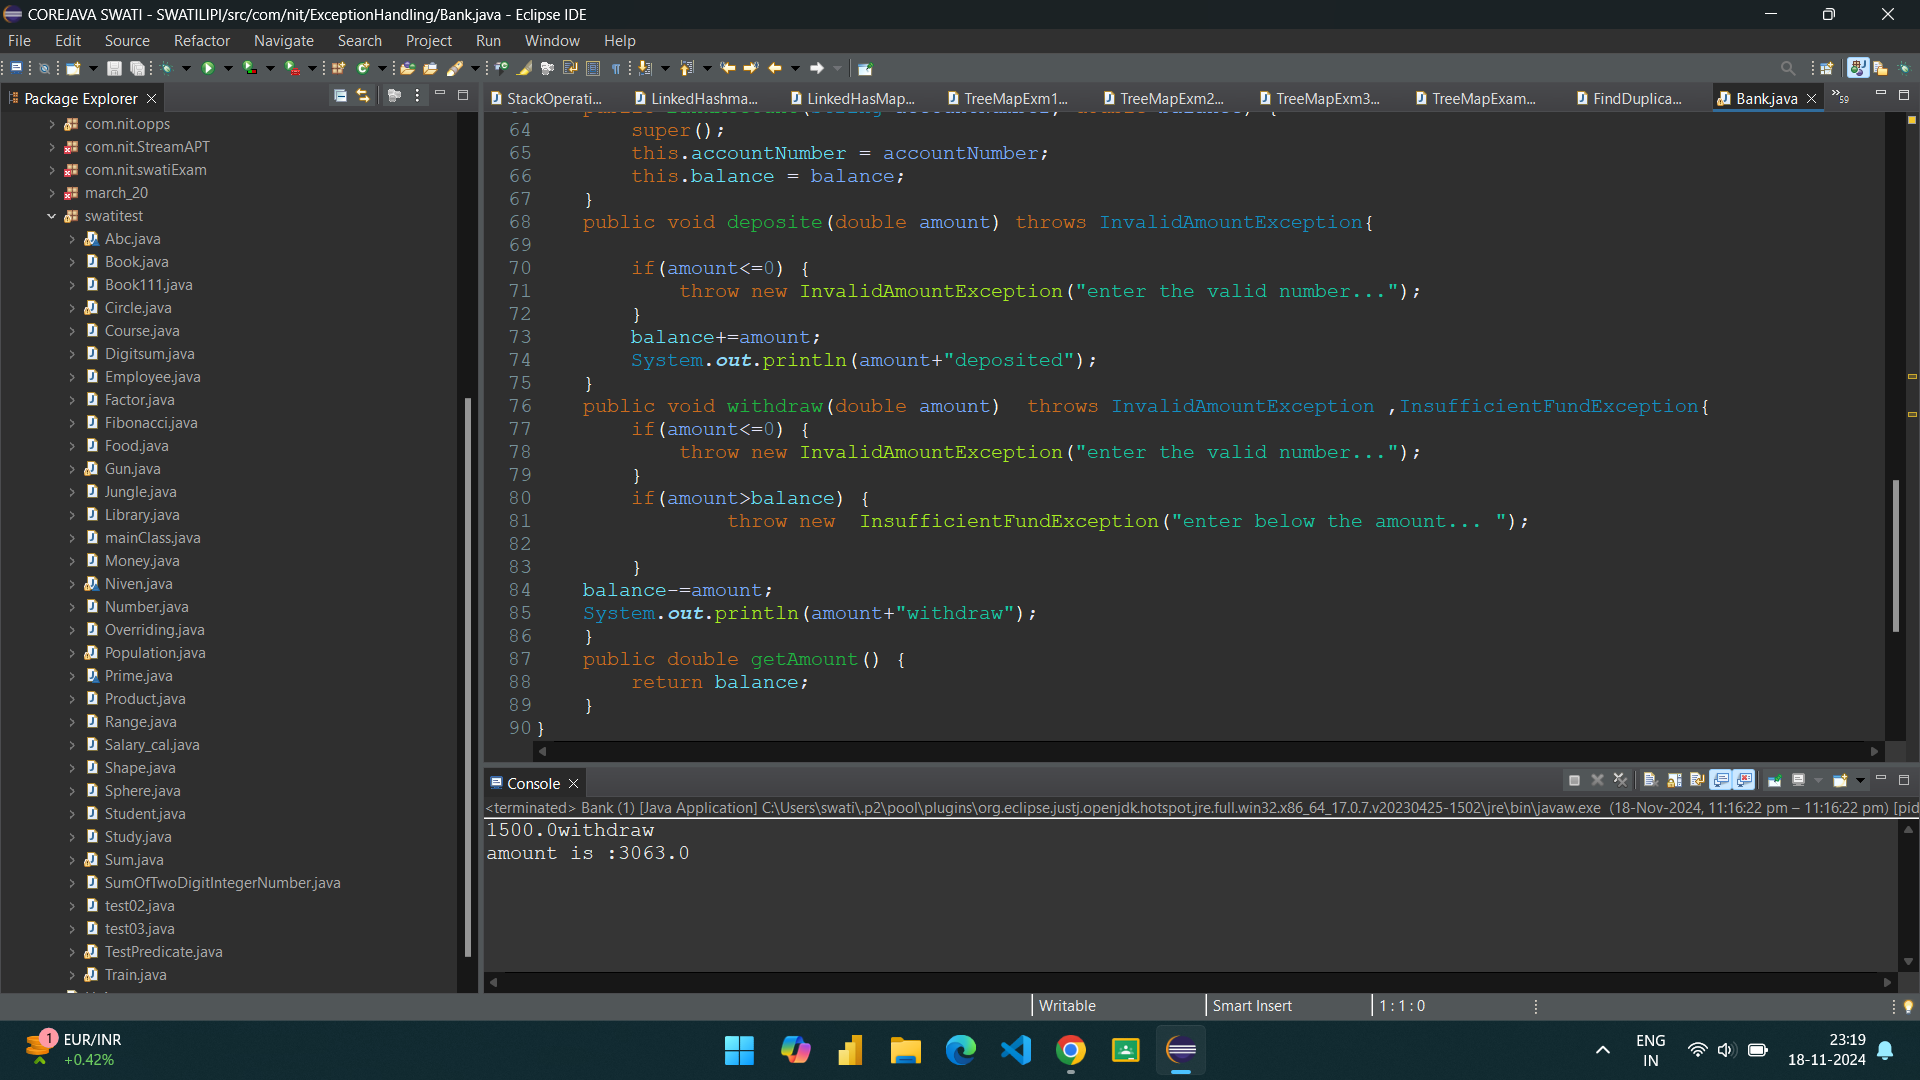 COREJAVA SWATI - SWATILIPI/src/com/nit/ExceptionHandling/Bank.java - Eclipse IDE
File Edit Source Refactor Navigate Search Project Run Window Help
Package Explorer
com.nit.opps
com.nit.StreamAPT
com.nit.swatiExam
march_20
swatitest
Abc.java
Book.java
Book111.java
Circle.java
Course.java
Digitsum.java
Employee.java
Factor.java
Fibonacci.java
Food.java
Gun.java
Jungle.java
Library.java
mainClass.java
Money.java
Niven.java
Number.java
Overriding.java
Population.java
Prime.java
Product.java
Range.java
Salary_cal.java
Shape.java
Sphere.java
Student.java
Study.java
Sum.java
SumOfTwoDigitIntegerNumber.java
test02.java
test03.java
TestPredicate.java
Train.java
StackOperati... LinkedHashma... LinkedHasMap... TreeMapExm1... TreeMapExm2... TreeMapExm3... TreeMapExam... FindDuplica... Bank.java »59
64 super();
65 this.accountNumber = accountNumber;
66 this.balance = balance;
67 }
68 public void deposite(double amount) throws InvalidAmountException{
69
70 if(amount<=0) {
71 throw new InvalidAmountException("enter the valid number...");
72 }
73 balance+=amount;
74 System.out.println(amount+"deposited");
75 }
76 public void withdraw(double amount) throws InvalidAmountException ,InsufficientFundException{
77 if(amount<=0) {
78 throw new InvalidAmountException("enter the valid number...");
79 }
80 if(amount>balance) {
81 throw new InsufficientFundException("enter below the amount... ");
82
83 }
84 balance-=amount;
85 System.out.println(amount+"withdraw");
86 }
87 public double getAmount() {
88 return balance;
89 }
90 }
Console
<terminated> Bank (1) [Java Application] C:\Users\swati\.p2\pool\plugins\org.eclipse.justj.openjdk.hotspot.jre.full.win32.x86_64_17.0.7.v20230425-1502\jre\bin\javaw.exe (18-Nov-2024, 11:16:22 pm – 11:16:22 pm) [pid
1500.0withdraw
amount is :3063.0
Writable Smart Insert 1 : 1 : 0
1 EUR/INR
+0.42%
ENG
IN
23:19
18-11-2024